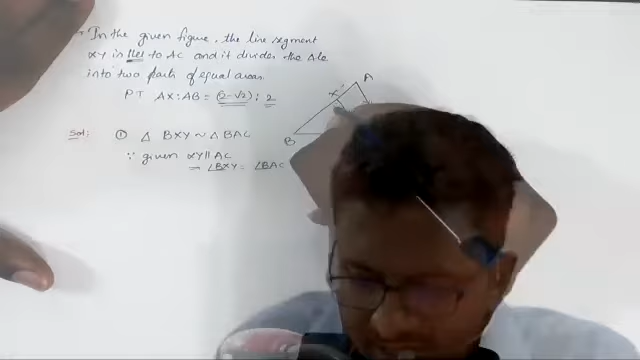 In the given figure, the line segment
XY is ||lel to AC and it divides the Δle
into two parts of equal areas.
PT AX:AB = (2-√2) : 2
A
X
B
Sol: ① Δ BXY ~ Δ BAC
∵ given XY || AC
⇒ ∠BXY = ∠BAC